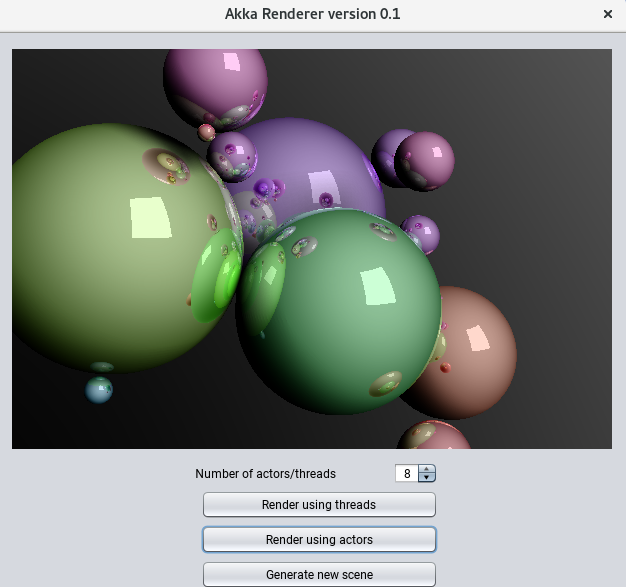 Akka Renderer version 0.1
Number of actors/threads 8
Render using threads
Render using actors
Generate new scene